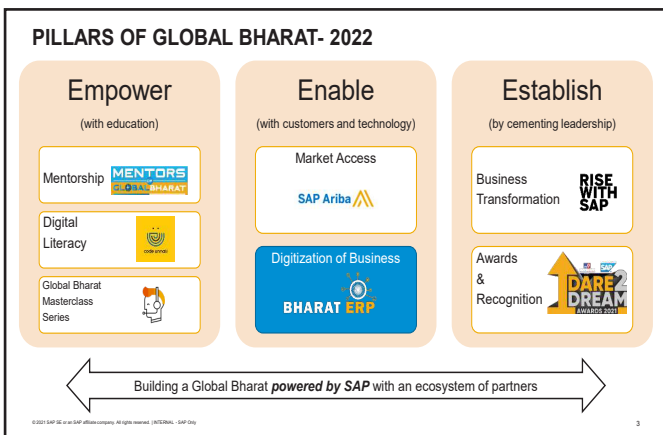 PILLARS OF GLOBAL BHARAT- 2022
Empower
(with education)
Mentorship
MENTORS
GLOBAL BHARAT
Digital
Literacy
code unnati
Global Bharat
Masterclass
Series
Enable
(with customers and technology)
Market Access
SAP Ariba
Digitization of Business
BHARAT ERP
Establish
(by cementing leadership)
Business
Transformation
RISE
WITH
SAP
Awards
&
Recognition
SAP
DARE2
DREAM
AWARDS 2021
Building a Global Bharat powered by SAP with an ecosystem of partners
© 2021 SAP SE or an SAP affiliate company. All rights reserved. | INTERNAL - SAP Only
3